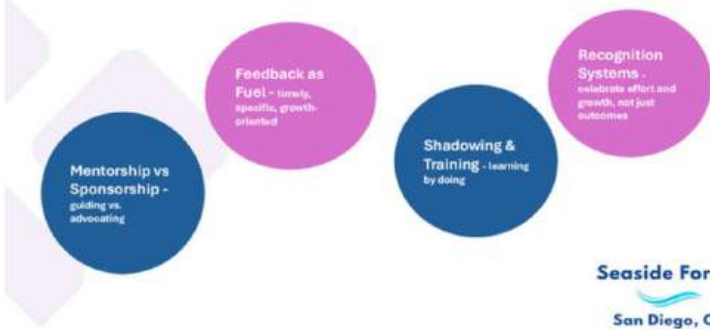 Mentorship vs
Sponsorship -
guiding vs.
advocating
Feedback as
Fuel - timely,
specific, growth-
oriented
Shadowing &
Training - learning
by doing
Recognition
Systems -
celebrate effort and
growth, not just
outcomes
Seaside For
San Diego, C